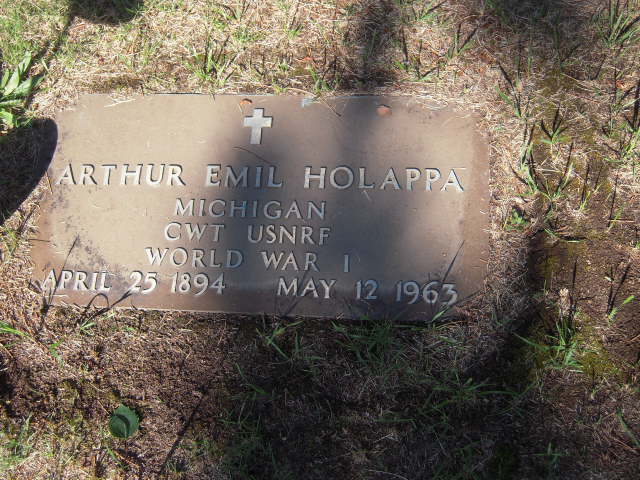 ARTHUR EMIL HOLAPPA
MICHIGAN
CWT USNRF
WORLD WAR I
APRIL 25 1894 MAY 12 1963